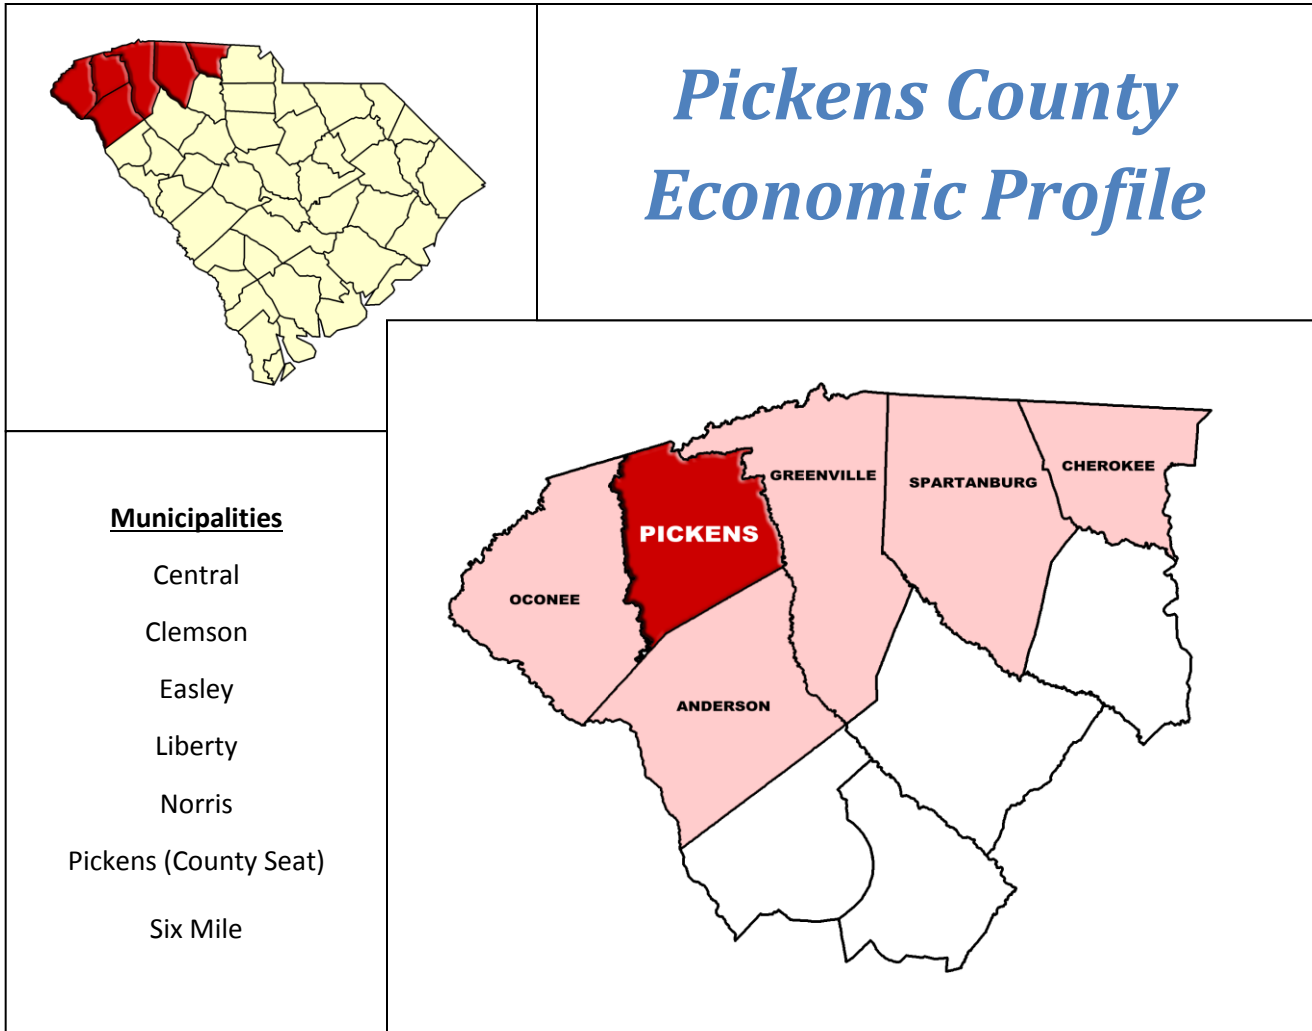 Pickens County
Economic Profile
Municipalities
Central
Clemson
Easley
Liberty
Norris
Pickens (County Seat)
Six Mile
GREENVILLE
SPARTANBURG
CHEROKEE
PICKENS
OCONEE
ANDERSON